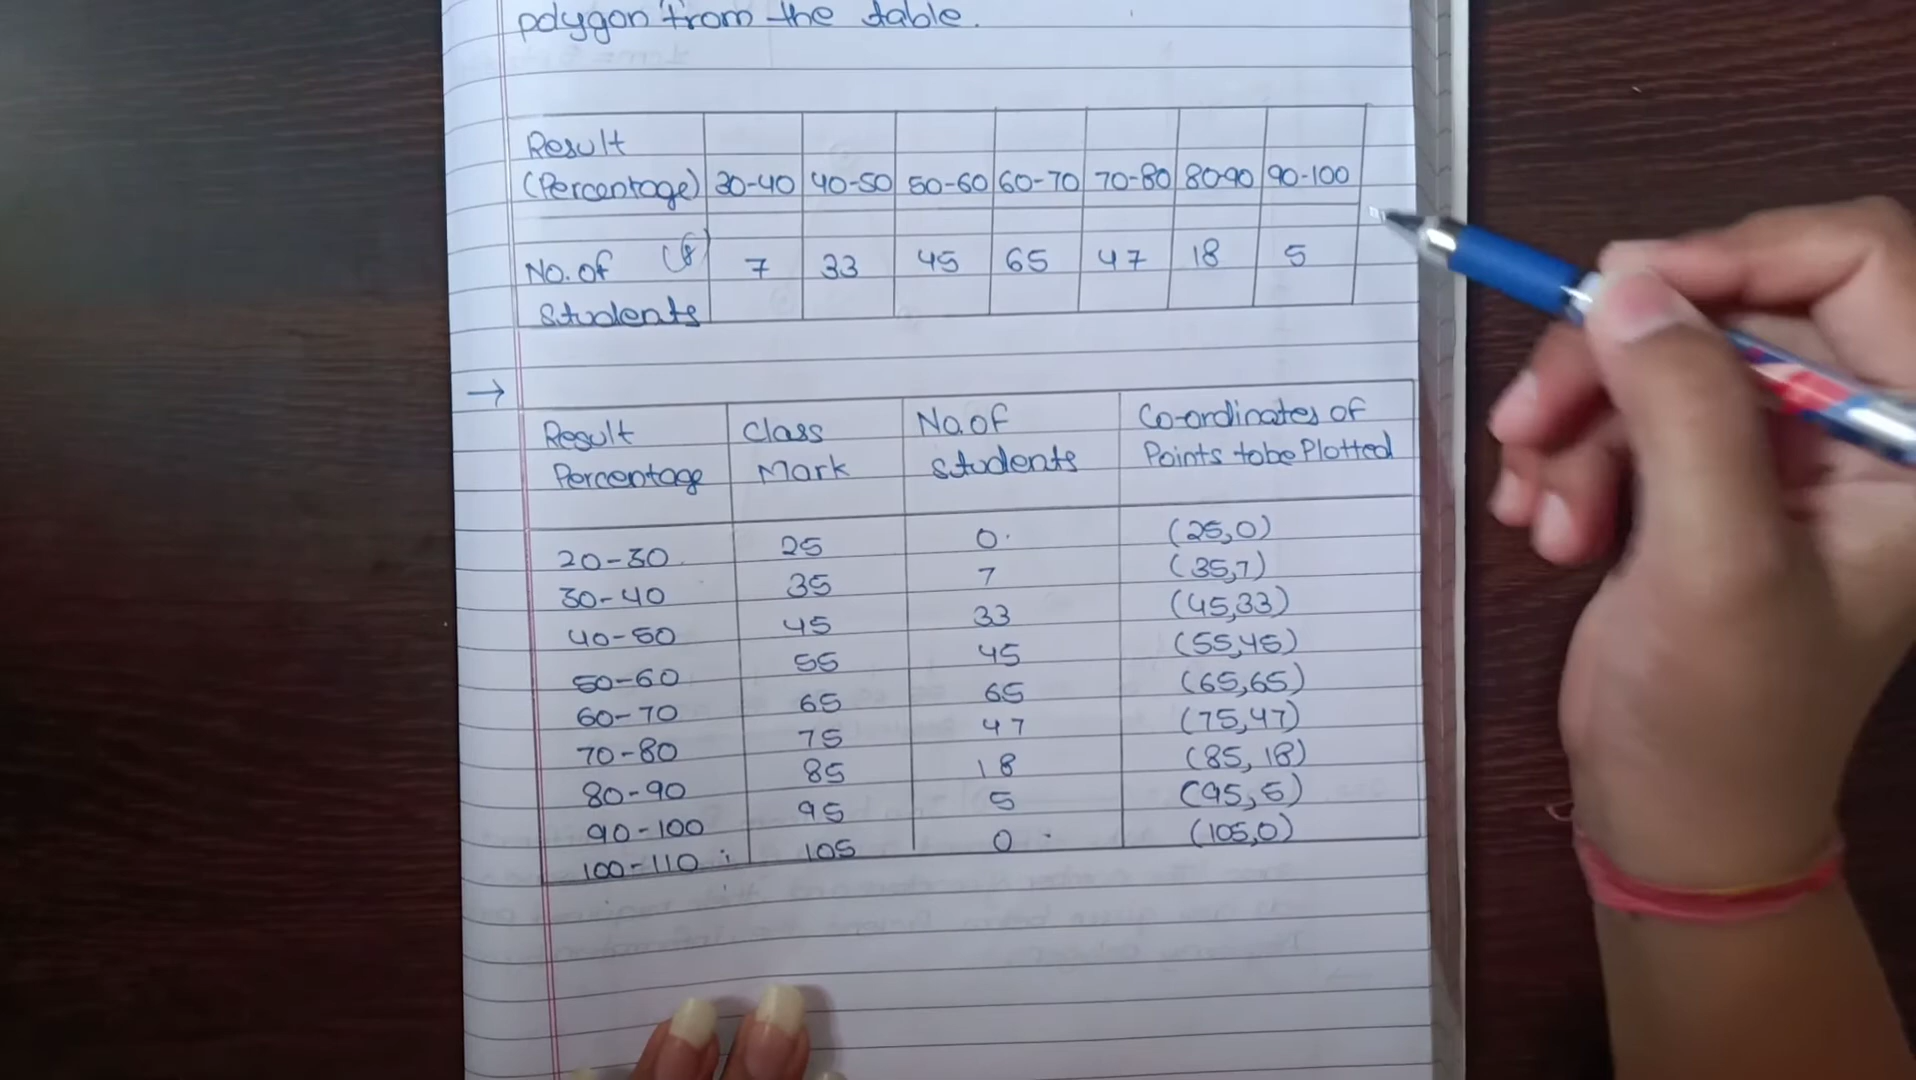 polygon from the table.
Result
(Percentage) 30-40 40-50 50-60 60-70 70-80 80-90 90-100
No. of 7 33 45 65 47 18 5
Students
→
Result Class No. of Co-ordinates of
Percentage Mark Students Points to be Plotted
20-30 25 0 (25,0)
30-40 35 7 (35,7)
40-50 45 33 (45,33)
50-60 55 45 (55,45)
60-70 65 65 (65,65)
70-80 75 47 (75,47)
80-90 85 18 (85, 18)
90-100 95 5 (95,5)
100-110 105 0 (105,0)